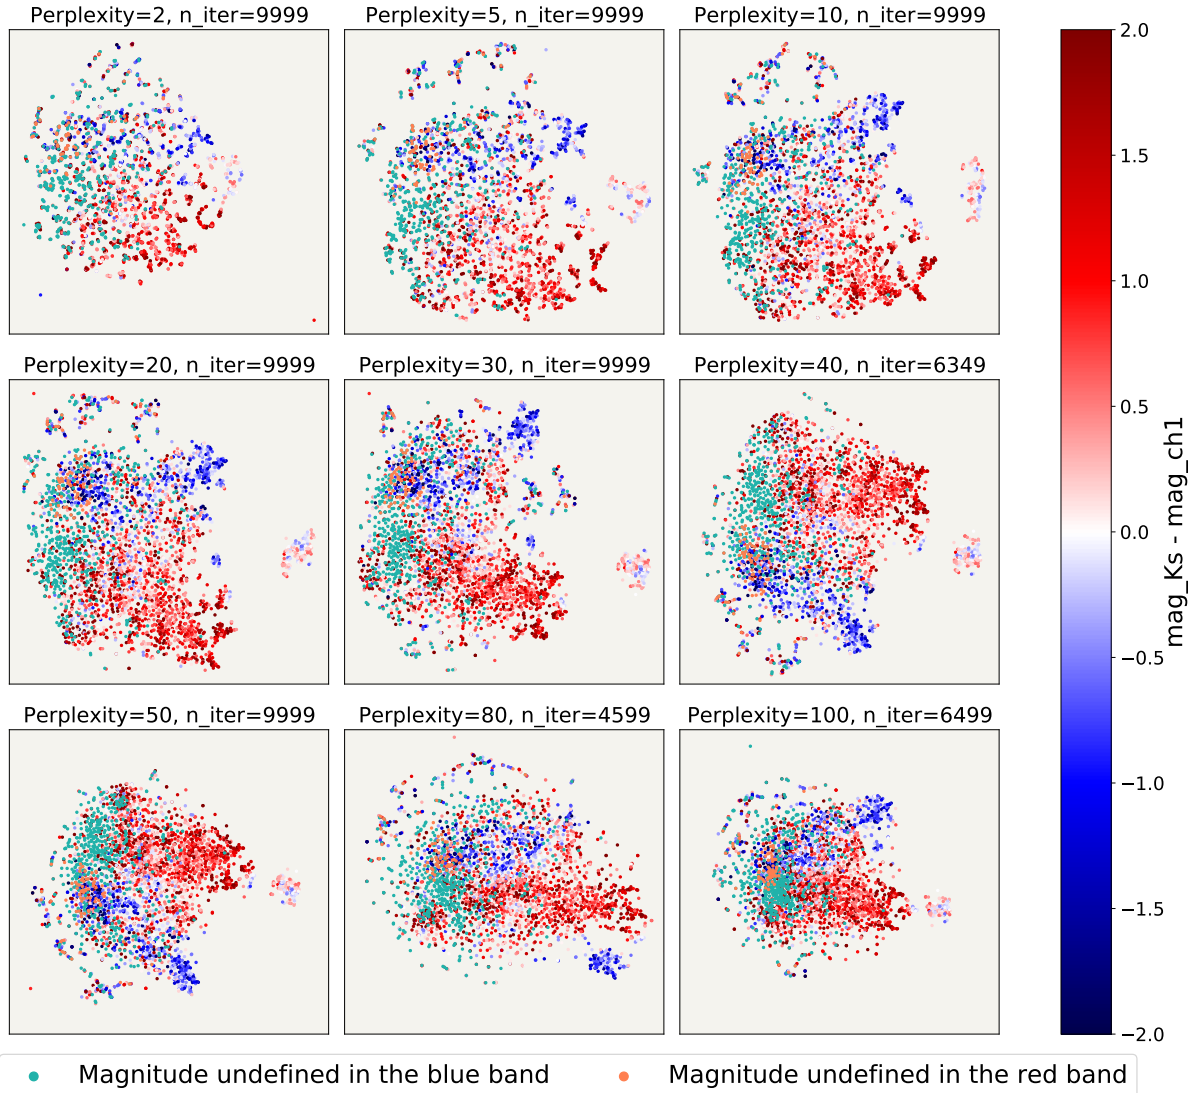 Perplexity=2, n_iter=9999
Perplexity=5, n_iter=9999
Perplexity=10, n_iter=9999
Perplexity=20, n_iter=9999
Perplexity=30, n_iter=9999
Perplexity=40, n_iter=6349
Perplexity=50, n_iter=9999
Perplexity=80, n_iter=4599
Perplexity=100, n_iter=6499
2.0
1.5
1.0
0.5
0.0
−0.5
−1.0
−1.5
−2.0
mag_Ks - mag_ch1
Magnitude undefined in the blue band
Magnitude undefined in the red band